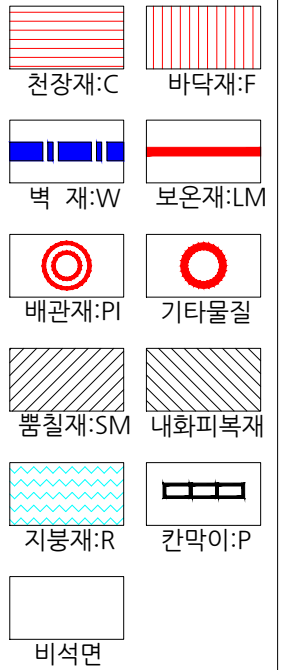 천장재:C 바닥재:F
벽 재:W 보온재:LM
배관재:PI 기타물질
뿜칠재:SM 내화피복재
지붕재:R 칸막이:P
비석면